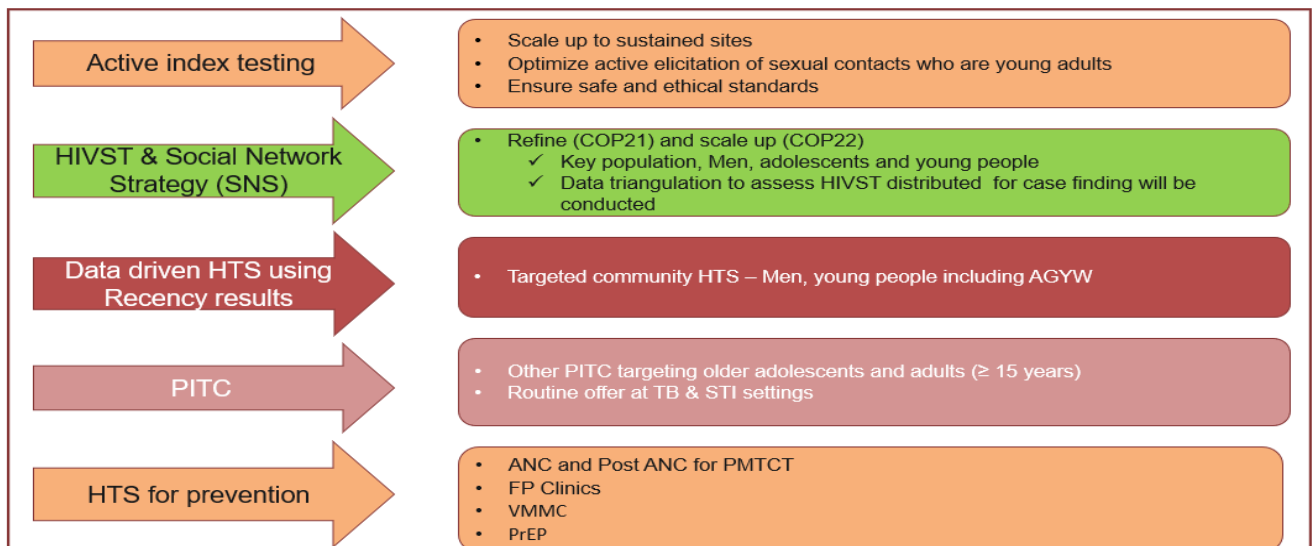 Active index testing
• Scale up to sustained sites
• Optimize active elicitation of sexual contacts who are young adults
• Ensure safe and ethical standards
HIVST & Social Network
Strategy (SNS)
• Refine (COP21) and scale up (COP22)
✓ Key population, Men, adolescents and young people
✓ Data triangulation to assess HIVST distributed for case finding will be
conducted
Data driven HTS using
Recency results
• Targeted community HTS – Men, young people including AGYW
PITC
• Other PITC targeting older adolescents and adults (≥ 15 years)
• Routine offer at TB & STI settings
HTS for prevention
• ANC and Post ANC for PMTCT
• FP Clinics
• VMMC
• PrEP